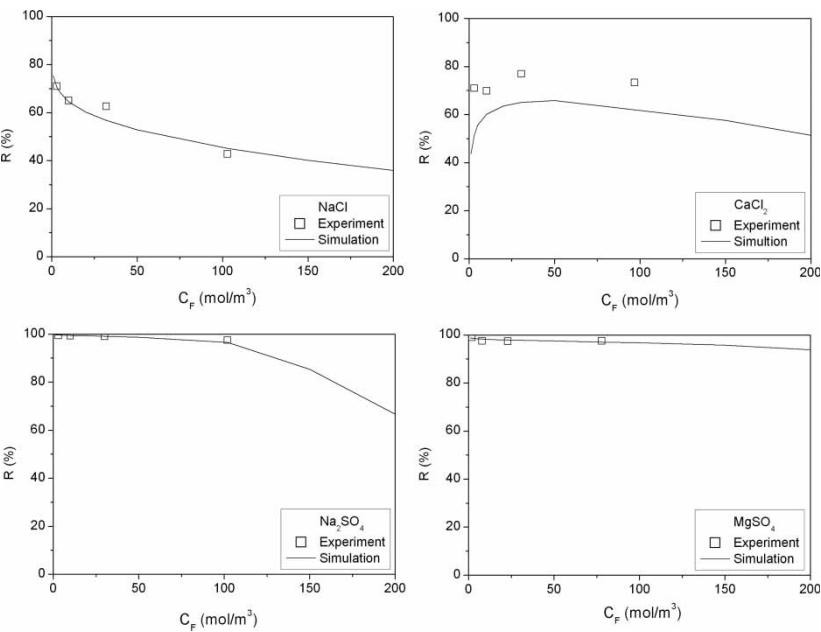 100
80
60
40
20
0
R (%)
NaCl
Experiment
Simulation
0 50 100 150 200
C_F (mol/m³)
100
80
60
40
20
0
R (%)
CaCl₂
Experiment
Simultion
0 50 100 150 200
C_F (mol/m³)
100
80
60
40
20
0
R (%)
Na₂SO₄
Experiment
Simulation
0 50 100 150 200
C_F (mol/m³)
100
80
60
40
20
0
R (%)
MgSO₄
Experiment
Simulation
0 50 100 150 200
C_F (mol/m³)